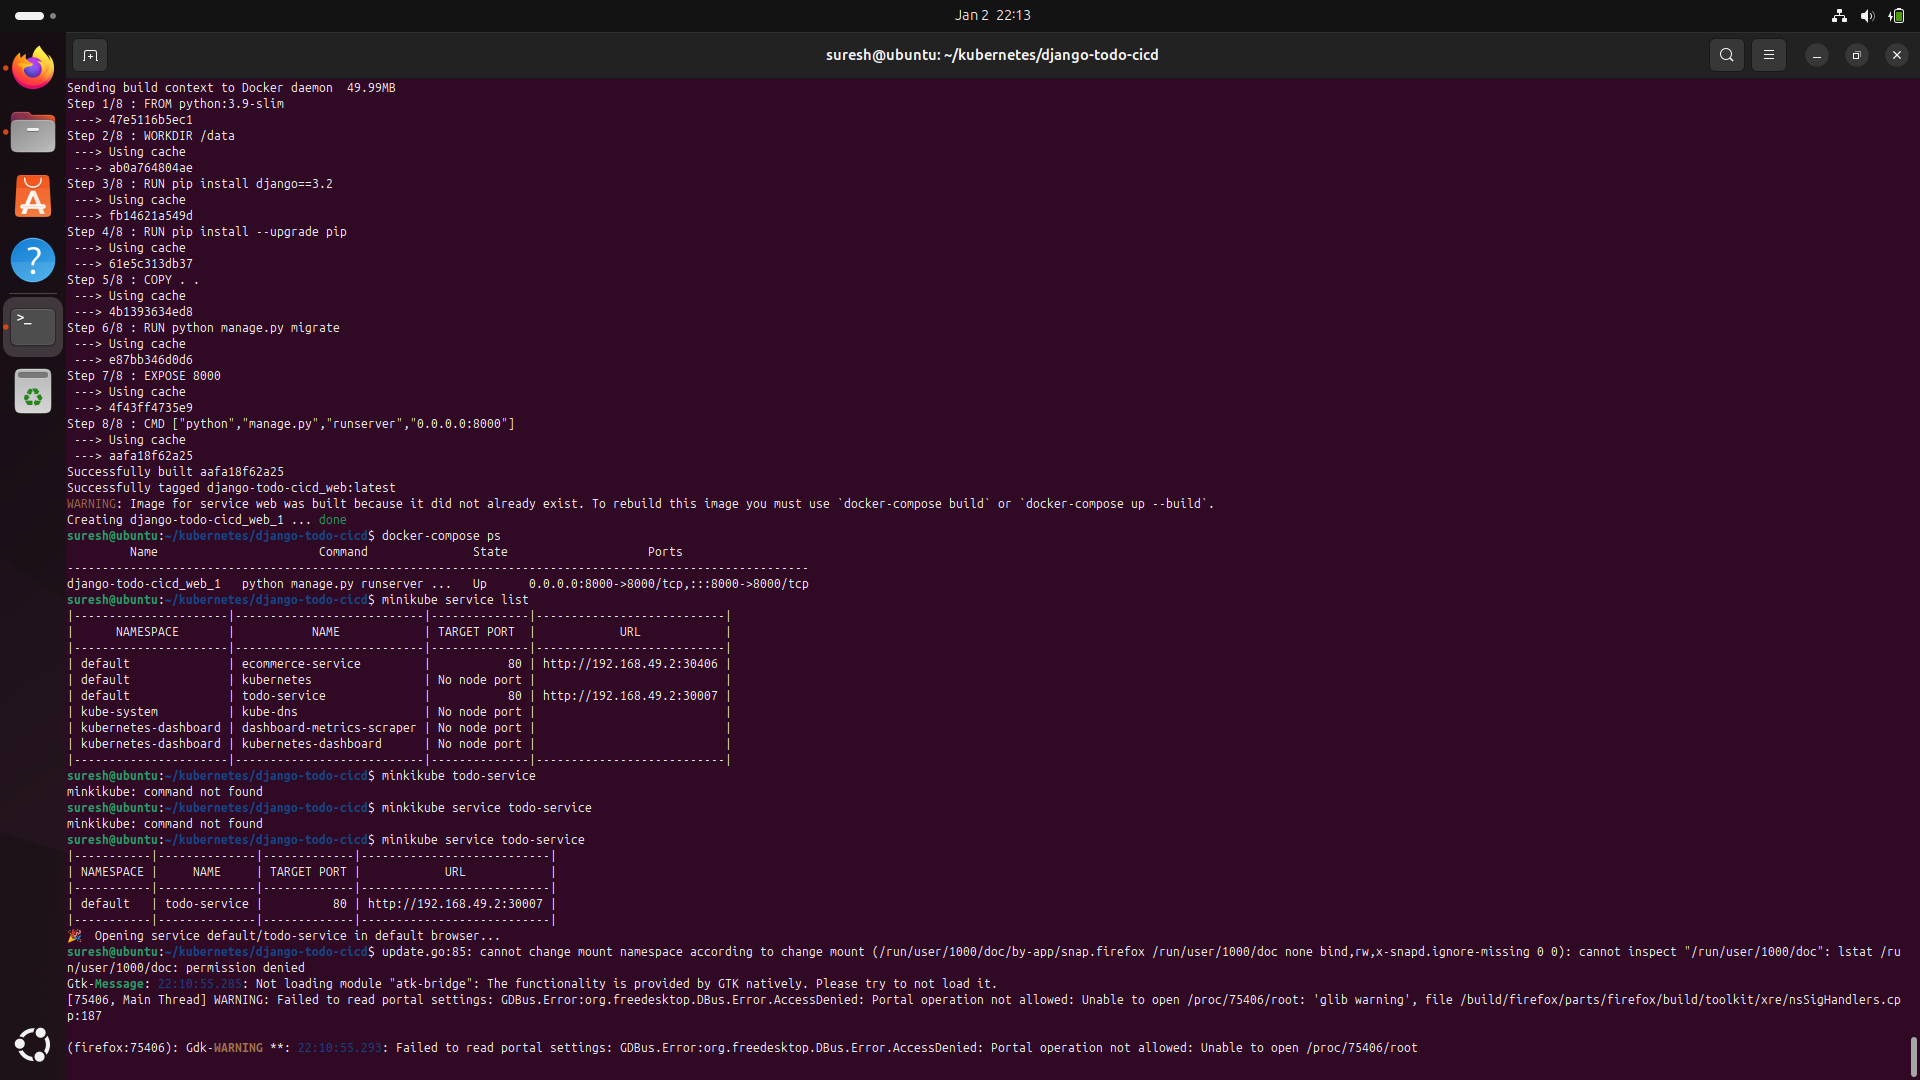 Jan 2  22:13
suresh@ubuntu: ~/kubernetes/django-todo-cicd
Sending build context to Docker daemon  49.99MB
Step 1/8 : FROM python:3.9-slim
 ---> 47e5116b5ec1
Step 2/8 : WORKDIR /data
 ---> Using cache
 ---> ab0a764804ae
Step 3/8 : RUN pip install django==3.2
 ---> Using cache
 ---> fb14621a549d
Step 4/8 : RUN pip install --upgrade pip
 ---> Using cache
 ---> 61e5c313db37
Step 5/8 : COPY . .
 ---> Using cache
 ---> 4b1393634ed8
Step 6/8 : RUN python manage.py migrate
 ---> Using cache
 ---> e87bb346d0d6
Step 7/8 : EXPOSE 8000
 ---> Using cache
 ---> 4f43ff4735e9
Step 8/8 : CMD ["python","manage.py","runserver","0.0.0.0:8000"]
 ---> Using cache
 ---> aafa18f62a25
Successfully built aafa18f62a25
Successfully tagged django-todo-cicd_web:latest
WARNING: Image for service web was built because it did not already exist. To rebuild this image you must use `docker-compose build` or `docker-compose up --build`.
Creating django-todo-cicd_web_1 ... done
suresh@ubuntu:~/kubernetes/django-todo-cicd$ docker-compose ps
         Name                       Command               State                    Ports
----------------------------------------------------------------------------------------------------------
django-todo-cicd_web_1   python manage.py runserver ...   Up      0.0.0.0:8000->8000/tcp,:::8000->8000/tcp
suresh@ubuntu:~/kubernetes/django-todo-cicd$ minikube service list
|----------------------|---------------------------|--------------|---------------------------|
|      NAMESPACE       |           NAME            | TARGET PORT  |            URL            |
|----------------------|---------------------------|--------------|---------------------------|
| default              | ecommerce-service         |           80 | http://192.168.49.2:30406 |
| default              | kubernetes                | No node port |                           |
| default              | todo-service              |           80 | http://192.168.49.2:30007 |
| kube-system          | kube-dns                  | No node port |                           |
| kubernetes-dashboard | dashboard-metrics-scraper | No node port |                           |
| kubernetes-dashboard | kubernetes-dashboard      | No node port |                           |
|----------------------|---------------------------|--------------|---------------------------|
suresh@ubuntu:~/kubernetes/django-todo-cicd$ minkikube todo-service
minkikube: command not found
suresh@ubuntu:~/kubernetes/django-todo-cicd$ minkikube service todo-service
minkikube: command not found
suresh@ubuntu:~/kubernetes/django-todo-cicd$ minikube service todo-service
|-----------|--------------|-------------|---------------------------|
| NAMESPACE |     NAME     | TARGET PORT |            URL            |
|-----------|--------------|-------------|---------------------------|
| default   | todo-service |          80 | http://192.168.49.2:30007 |
|-----------|--------------|-------------|---------------------------|
🎉  Opening service default/todo-service in default browser...
suresh@ubuntu:~/kubernetes/django-todo-cicd$ update.go:85: cannot change mount namespace according to change mount (/run/user/1000/doc/by-app/snap.firefox /run/user/1000/doc none bind,rw,x-snapd.ignore-missing 0 0): cannot inspect "/run/user/1000/doc": lstat /ru
n/user/1000/doc: permission denied
Gtk-Message: 22:10:55.285: Not loading module "atk-bridge": The functionality is provided by GTK natively. Please try to not load it.
[75406, Main Thread] WARNING: Failed to read portal settings: GDBus.Error:org.freedesktop.DBus.Error.AccessDenied: Portal operation not allowed: Unable to open /proc/75406/root: 'glib warning', file /build/firefox/parts/firefox/build/toolkit/xre/nsSigHandlers.cp
p:187
(firefox:75406): Gdk-WARNING **: 22:10:55.293: Failed to read portal settings: GDBus.Error:org.freedesktop.DBus.Error.AccessDenied: Portal operation not allowed: Unable to open /proc/75406/root